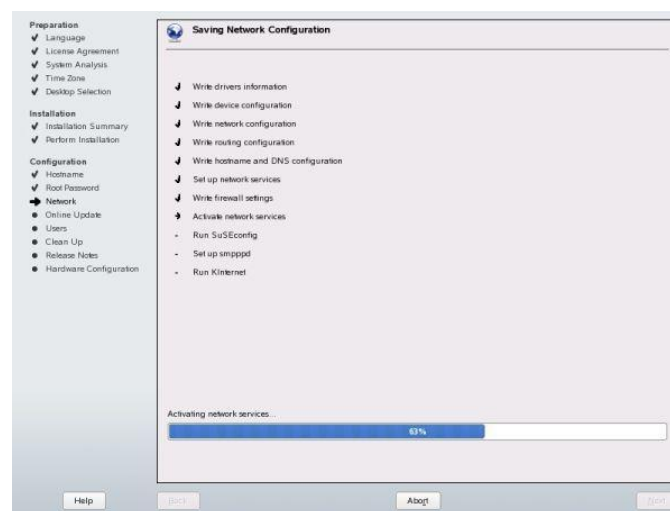 Preparation
Language
License Agreement
System Analysis
Time Zone
Desktop Selection
Installation
Installation Summary
Perform Installation
Configuration
Hostname
Root Password
Network
Online Update
Users
Clean Up
Release Notes
Hardware Configuration
Saving Network Configuration
Write drivers information
Write device configuration
Write network configuration
Write routing configuration
Write hostname and DNS configuration
Set up network services
Write firewall settings
Activate network services
- Run SuSEconfig
- Set up smpppd
- Run KInternet
Activating network services...
63%
Help
Back
Abort
Next